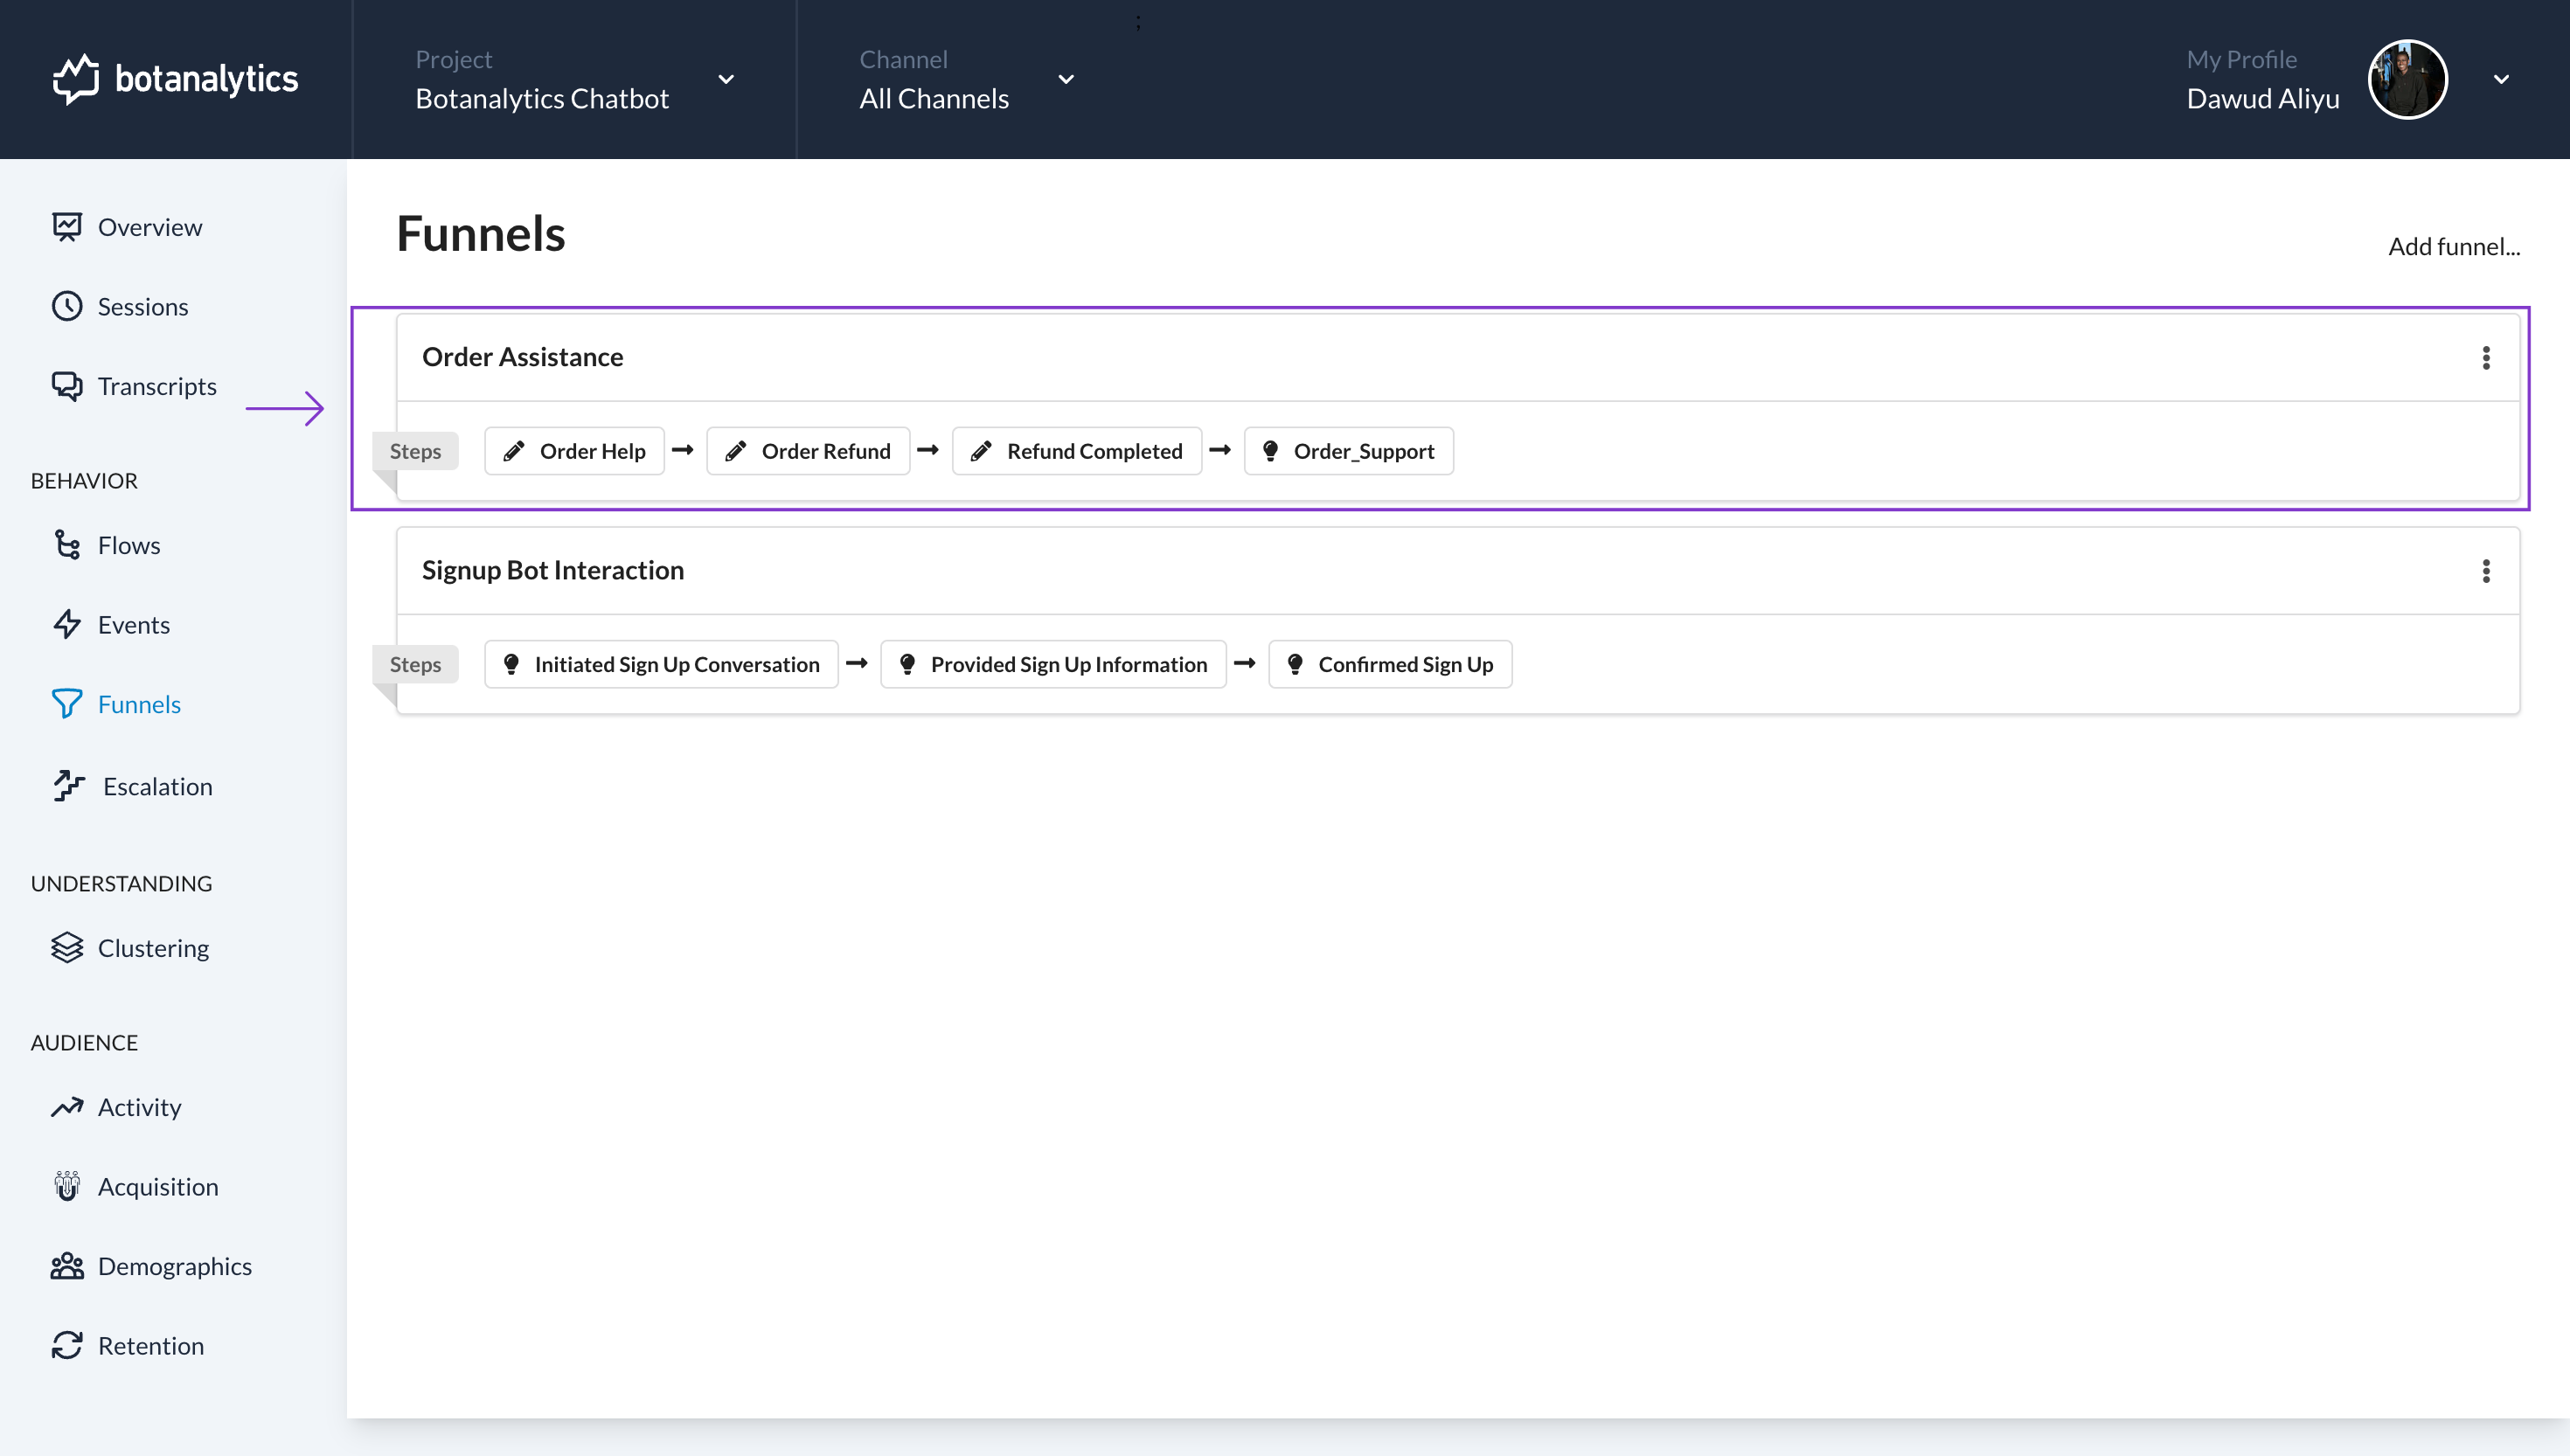 botanalytics
Project
Botanalytics Chatbot
Channel
All Channels
;
My Profile
Dawud Aliyu
Overview
Sessions
Transcripts
BEHAVIOR
Flows
Events
Funnels
Escalation
UNDERSTANDING
Clustering
AUDIENCE
Activity
Acquisition
Demographics
Retention
Funnels
Add funnel...
Order Assistance
Steps Order Help Order Refund Refund Completed Order_Support
Signup Bot Interaction
Steps Initiated Sign Up Conversation Provided Sign Up Information Confirmed Sign Up